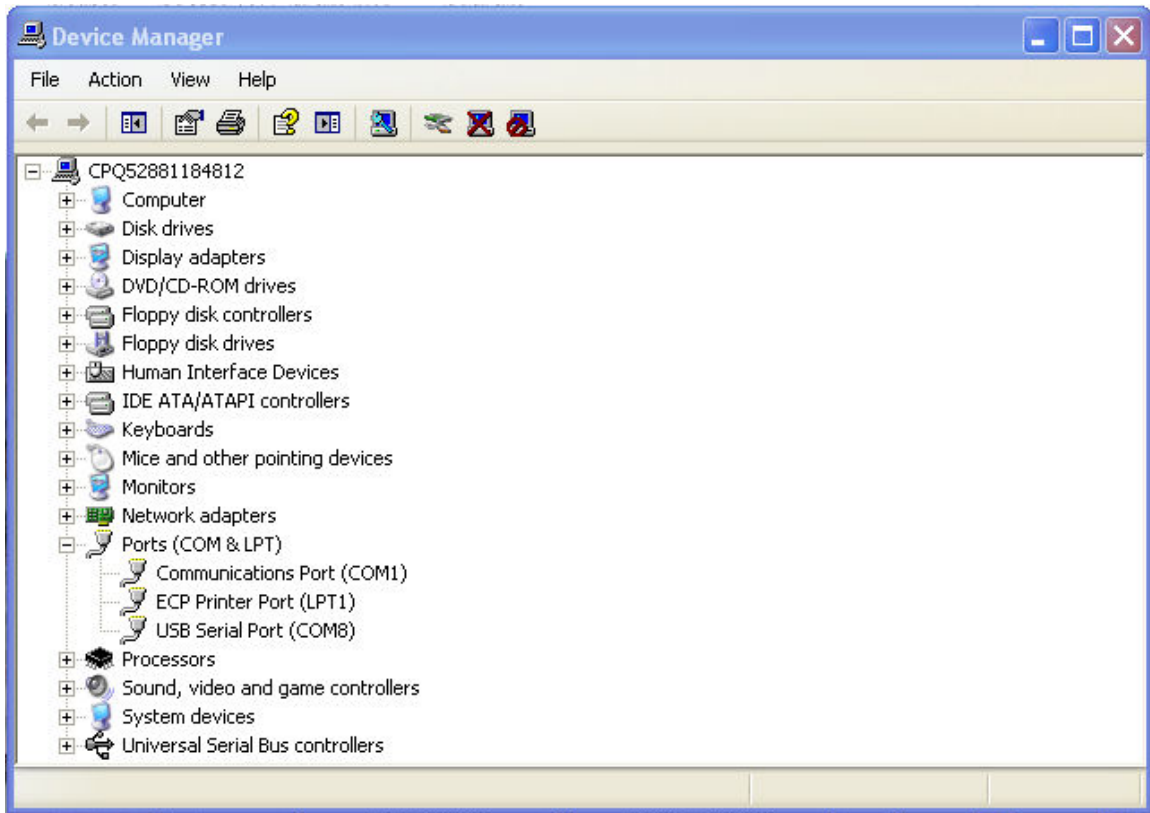 Device Manager
File Action View Help
CPQ52881184812
Computer
Disk drives
Display adapters
DVD/CD-ROM drives
Floppy disk controllers
Floppy disk drives
Human Interface Devices
IDE ATA/ATAPI controllers
Keyboards
Mice and other pointing devices
Monitors
Network adapters
Ports (COM & LPT)
Communications Port (COM1)
ECP Printer Port (LPT1)
USB Serial Port (COM8)
Processors
Sound, video and game controllers
System devices
Universal Serial Bus controllers